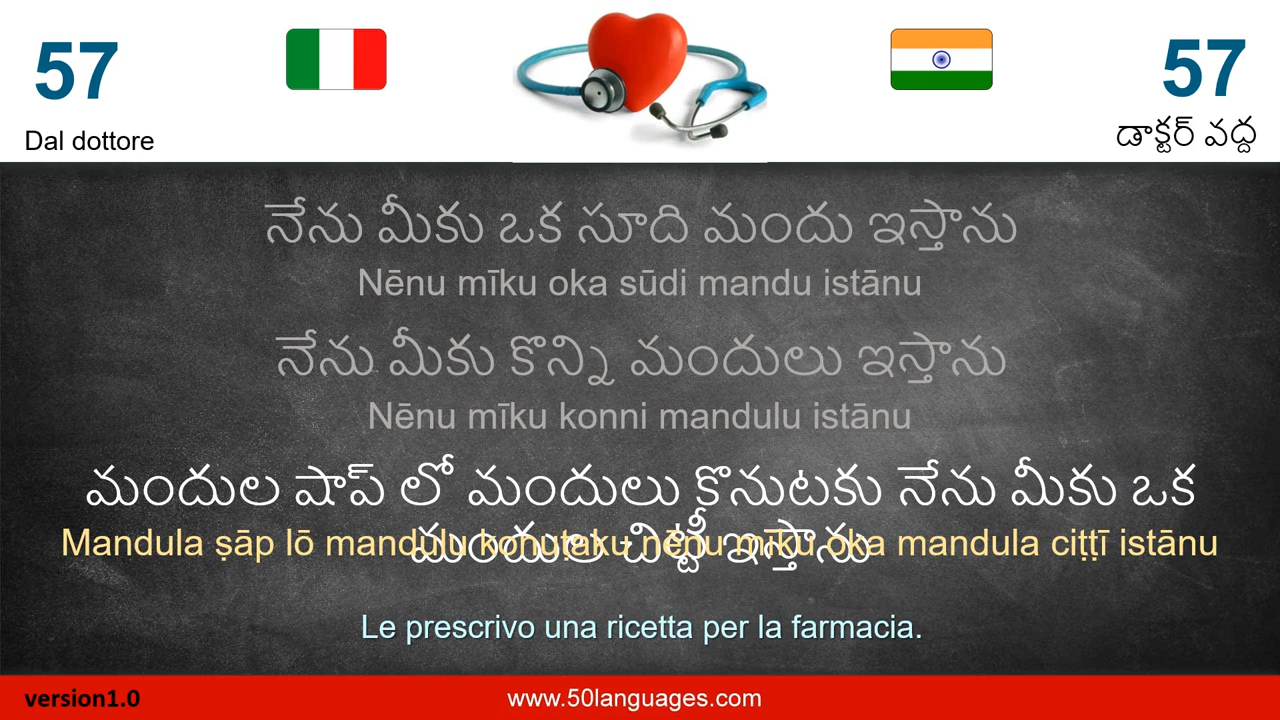 57
57
Dal dottore
డాక్టర్ వద్ద
నేను మీకు ఒక సూది మందు ఇస్తాను
Nēnu mīku oka sūdi mandu istānu
నేను మీకు కొన్ని మందులు ఇస్తాను
Nēnu mīku konni mandulu istānu
మందుల షాప్ లో మందులు కొనుటకు నేను మీకు ఒక
మందుల చిట్టీ ఇస్తాను
Mandula ṣāp lō mandulu konuṭaku nēnu mīku oka mandula ciṭṭī istānu
Le prescrivo una ricetta per la farmacia.
version1.0
www.50languages.com